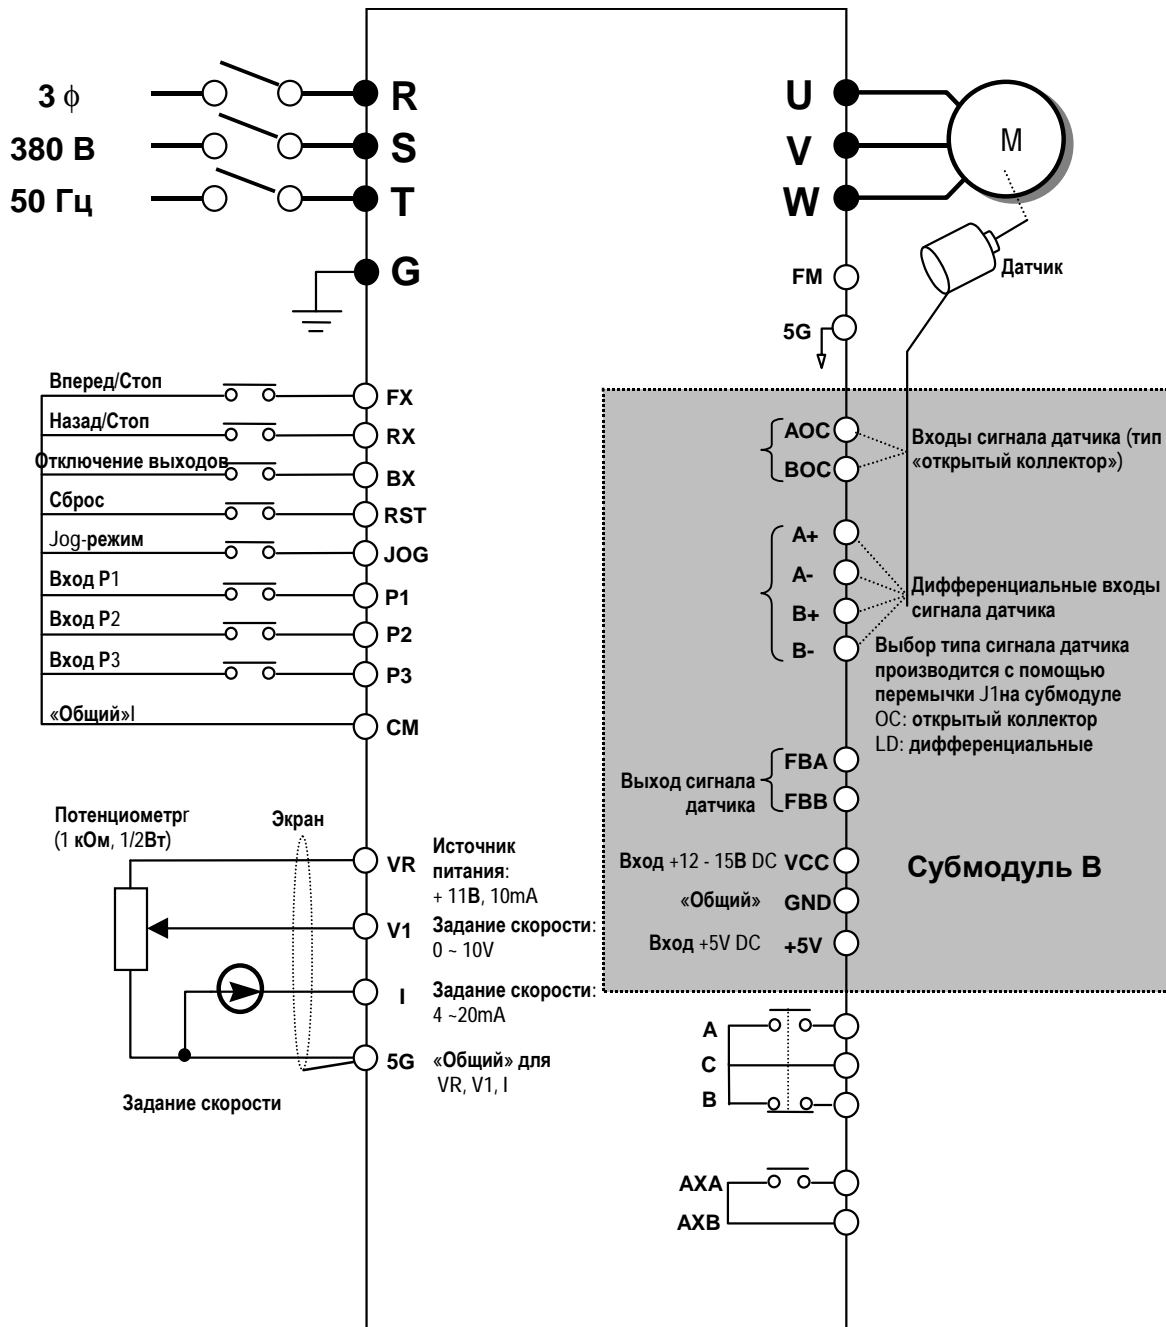 3 ϕ
380 В
50 Гц
R
S
T
G
U
V
W
M
Датчик
FM
5G
Вперед/Стоп
FX
Назад/Стоп
RX
Отключение выходов
BX
Сброс
RST
Jog-режим
JOG
Вход P1
P1
Вход P2
P2
Вход P3
P3
«Общий»l
CM
AOC
BOC
Входы сигнала датчика (тип
«открытый коллектор»)
A+
A-
B+
B-
Дифференциальные входы
сигнала датчика
Выбор типа сигнала датчика
производится с помощью
перемычки J1на субмодуле
OC: открытый коллектор
LD: дифференциальные
Выход сигнала
датчика
FBA
FBB
Вход +12 - 15В DC VCC
«Общий» GND
Вход +5V DC +5V
Субмодуль B
Потенциометрr
(1 кОм, 1/2Вт)
Экран
VR
Источник
питания:
+ 11В, 10mA
V1
Задание скорости:
0 ~ 10V
I
Задание скорости:
4 ~20mA
5G
«Общий» для
VR, V1, I
Задание скорости
A
C
B
AXA
AXB